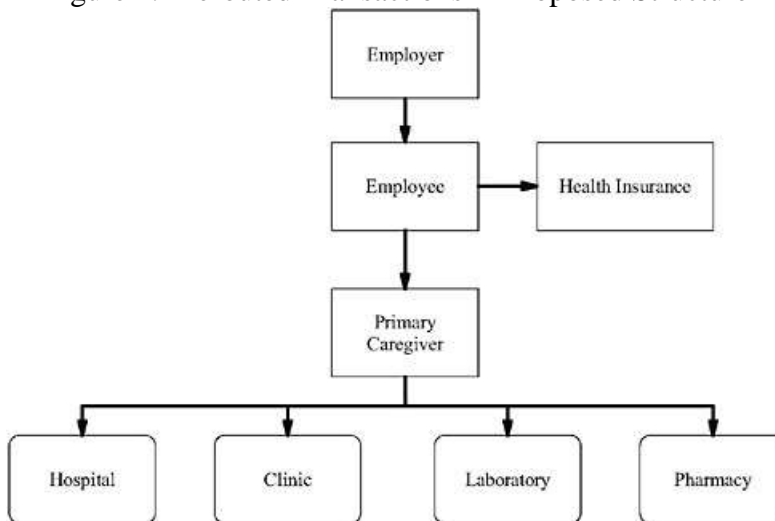 Employer
Employee
Health Insurance
Primary
Caregiver
Hospital
Clinic
Laboratory
Pharmacy